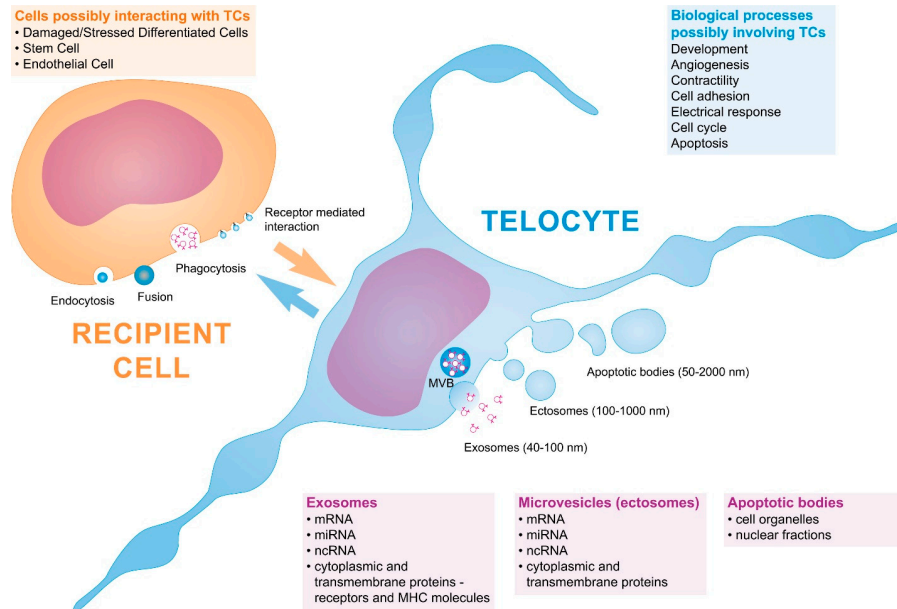 Cells possibly interacting with TCs
• Damaged/Stressed Differentiated Cells
• Stem Cell
• Endothelial Cell
Biological processes
possibly involving TCs
Development
Angiogenesis
Contractility
Cell adhesion
Electrical response
Cell cycle
Apoptosis
Receptor mediated
interaction
Phagocytosis
Fusion
Endocytosis
RECIPIENT
CELL
TELOCYTE
MVB
Apoptotic bodies (50-2000 nm)
Ectosomes (100-1000 nm)
Exosomes (40-100 nm)
Exosomes
• mRNA
• miRNA
• ncRNA
• cytoplasmic and
transmembrane proteins -
receptors and MHC molecules
Microvesicles (ectosomes)
• mRNA
• miRNA
• ncRNA
• cytoplasmic and
transmembrane proteins
Apoptotic bodies
• cell organelles
• nuclear fractions